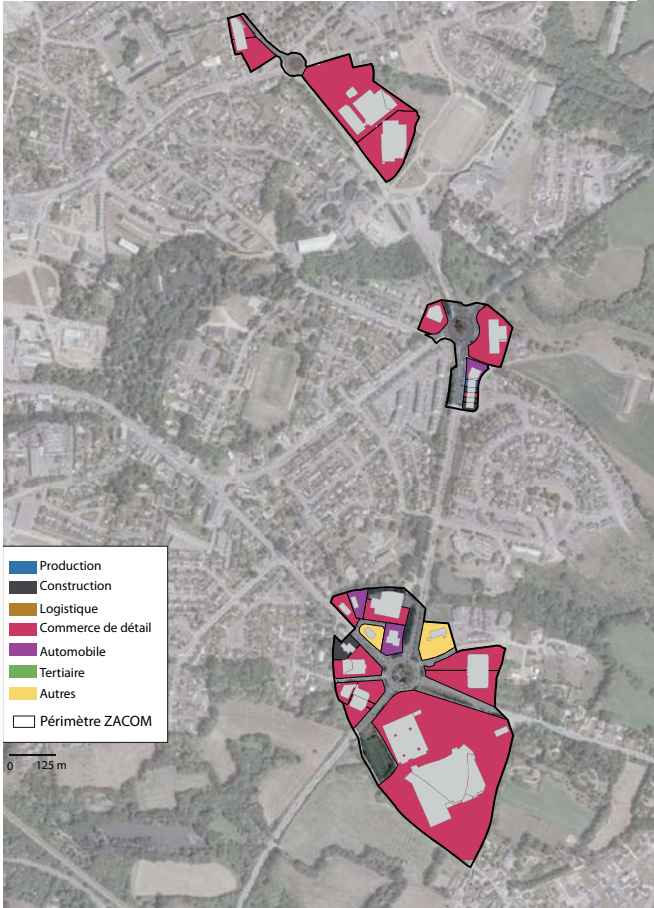 Production
Construction
Logistique
Commerce de détail
Automobile
Tertiaire
Autres
Périmètre ZACOM
0 125 m